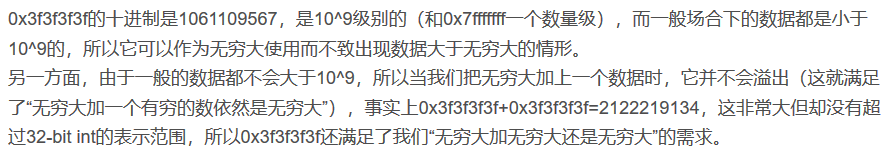 0x3f3f3f3f的十进制是1061109567，是10^9级别的（和0x7fffffff一个数量级），而一般场合下的数据都是小于
10^9的，所以它可以作为无穷大使用而不致出现数据大于无穷大的情形。
另一方面，由于一般的数据都不会大于10^9，所以当我们把无穷大加上一个数据时，它并不会溢出（这就满足
了“无穷大加一个有穷的数依然是无穷大”），事实上0x3f3f3f3f+0x3f3f3f3f=2122219134，这非常大但却没有超
过32-bit int的表示范围，所以0x3f3f3f3f还满足了我们“无穷大加无穷大还是无穷大”的需求。